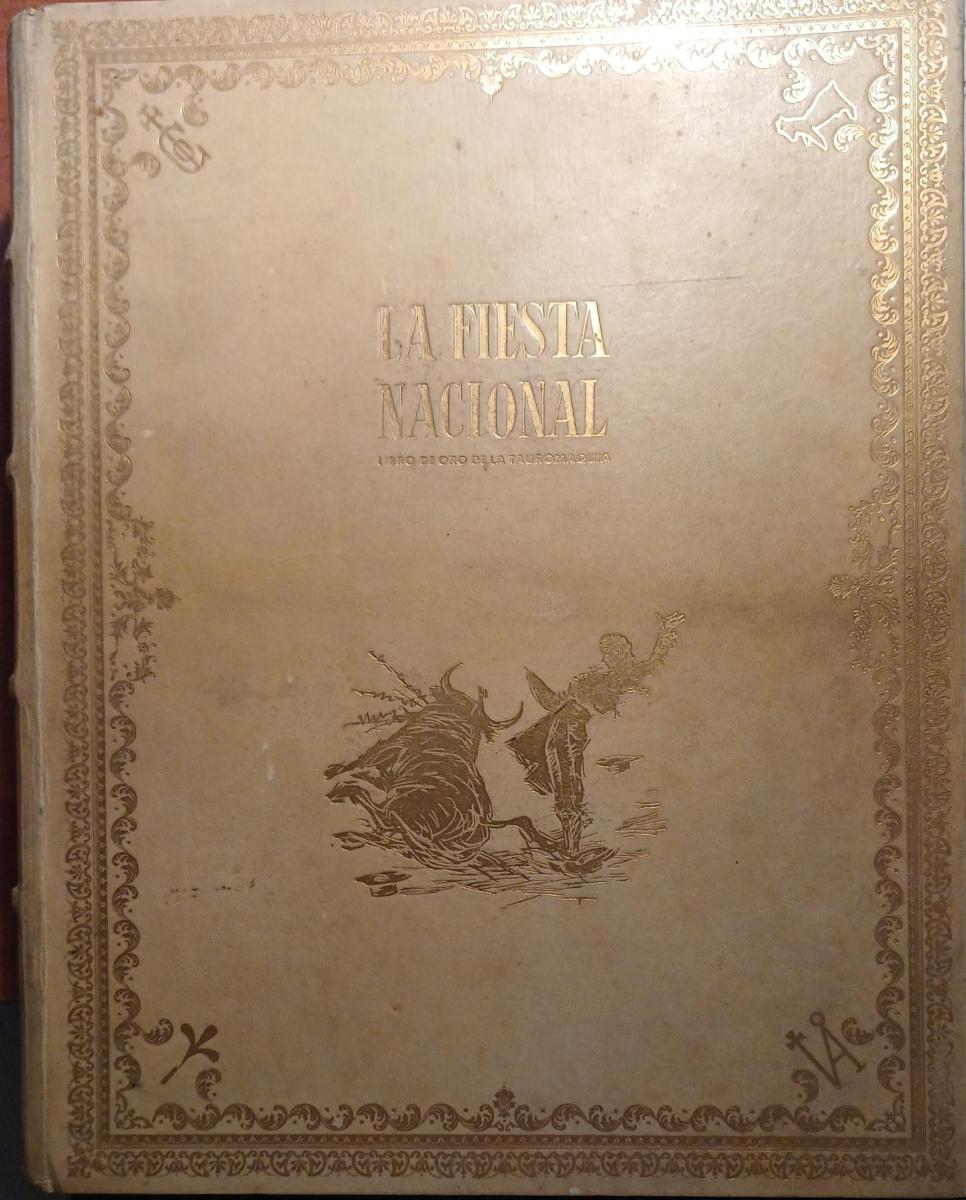 LA FIESTA
NACIONAL
LIBRO DE ORO DE LA TAUROMAQUIA